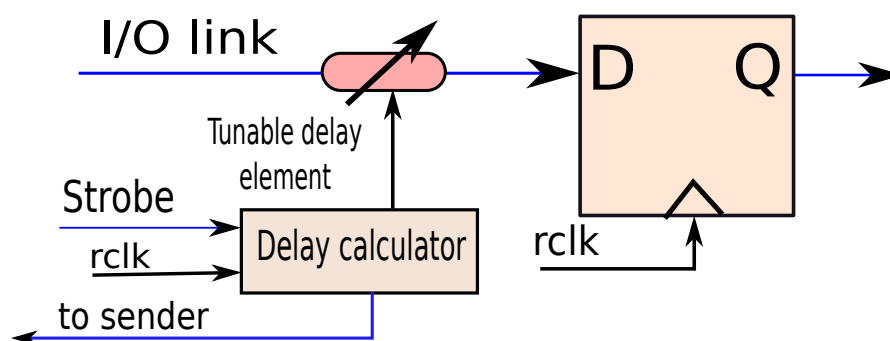 I/O link
D
Q
Tunable delay
element
Strobe
rclk
Delay calculator
rclk
to sender